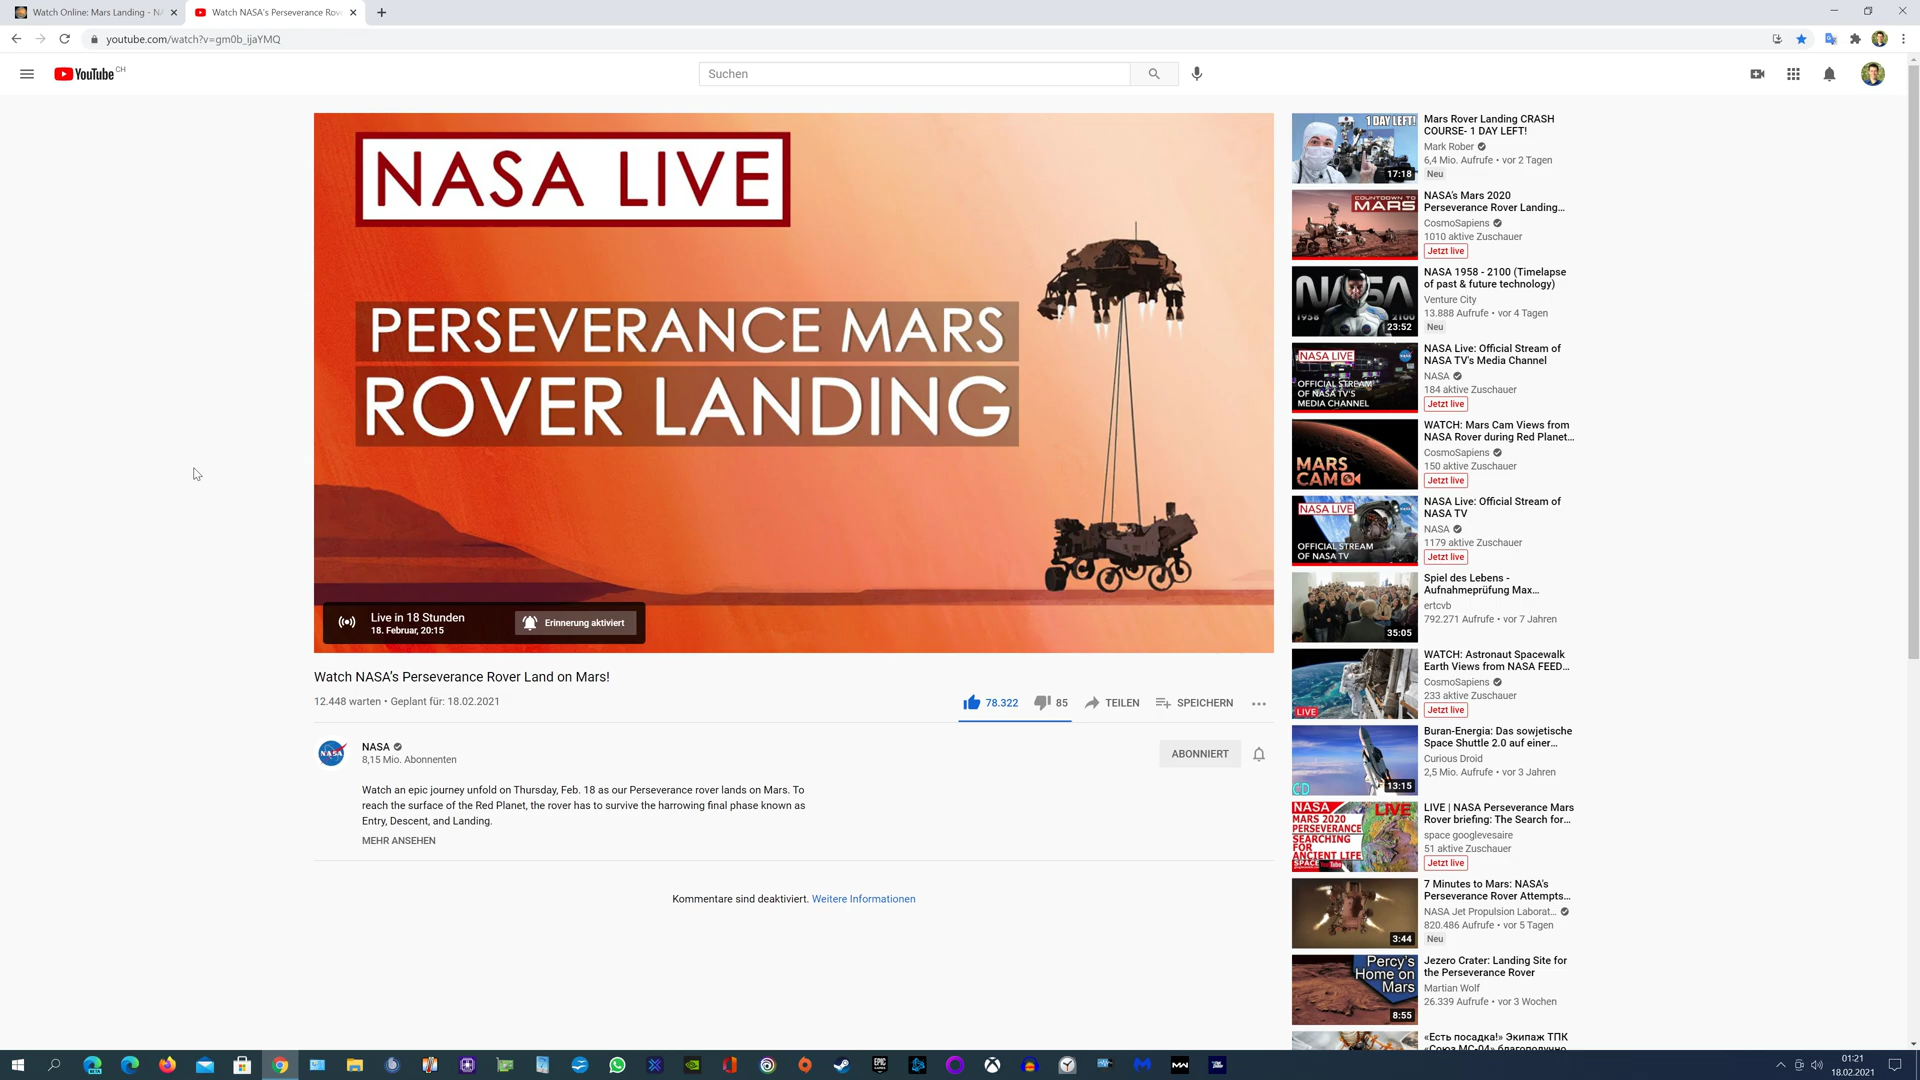 Watch Online: Mars Landing - NA
Watch NASA's Perseverance Rov
youtube.com/watch?v=gm0b_ijaYMQ
YouTube CH
Suchen
NASA LIVE
PERSEVERANCE MARS
ROVER LANDING
Live in 18 Stunden
18. Februar, 20:15
Erinnerung aktiviert
Watch NASA's Perseverance Rover Land on Mars!
12.448 warten • Geplant für: 18.02.2021
78.322
85
TEILEN
SPEICHERN
NASA
8,15 Mio. Abonnenten
ABONNIERT
Watch an epic journey unfold on Thursday, Feb. 18 as our Perseverance rover lands on Mars. To
reach the surface of the Red Planet, the rover has to survive the harrowing final phase known as
Entry, Descent, and Landing.
MEHR ANSEHEN
Kommentare sind deaktiviert. Weitere Informationen
1 DAY LEFT!
17:18
Mars Rover Landing CRASH
COURSE- 1 DAY LEFT!
Mark Rober
6,4 Mio. Aufrufe • vor 2 Tagen
Neu
COUNTDOWN TO
MARS
NASA's Mars 2020
Perseverance Rover Landing...
CosmoSapiens
1010 aktive Zuschauer
Jetzt live
NASA
1958
2100
23:52
NASA 1958 - 2100 (Timelapse
of past & future technology)
Venture City
13.888 Aufrufe • vor 4 Tagen
Neu
NASA LIVE
OFFICIAL STREAM
OF NASA TV'S
MEDIA CHANNEL
NASA Live: Official Stream of
NASA TV's Media Channel
NASA
184 aktive Zuschauer
Jetzt live
MARS
CAM
WATCH: Mars Cam Views from
NASA Rover during Red Planet...
CosmoSapiens
150 aktive Zuschauer
Jetzt live
NASA LIVE
OFFICIAL STREAM
OF NASA TV
NASA Live: Official Stream of
NASA TV
NASA
1179 aktive Zuschauer
Jetzt live
35:05
Spiel des Lebens -
Aufnahmeprüfung Max...
ertcvb
792.271 Aufrufe • vor 7 Jahren
LIVE
WATCH: Astronaut Spacewalk
Earth Views from NASA FEED...
CosmoSapiens
233 aktive Zuschauer
Jetzt live
CD
13:15
Buran-Energia: Das sowjetische
Space Shuttle 2.0 auf einer...
Curious Droid
2,5 Mio. Aufrufe • vor 3 Jahren
NASA LIVE
MARS 2020
PERSEVERANCE
SEARCHING
FOR
ANCIENT LIFE
SPACE YouTube
LIVE | NASA Perseverance Mars
Rover briefing: The Search for...
space googlevesaire
51 aktive Zuschauer
Jetzt live
3:44
7 Minutes to Mars: NASA's
Perseverance Rover Attempts...
NASA Jet Propulsion Laborat...
820.486 Aufrufe • vor 5 Tagen
Neu
Percy's
Home on
Mars
8:55
Jezero Crater: Landing Site for
the Perseverance Rover
Martian Wolf
26.339 Aufrufe • vor 3 Wochen
«Есть посадка!» Экипаж ТПК
«Союз МС-04» благополучно
01:21
18.02.2021